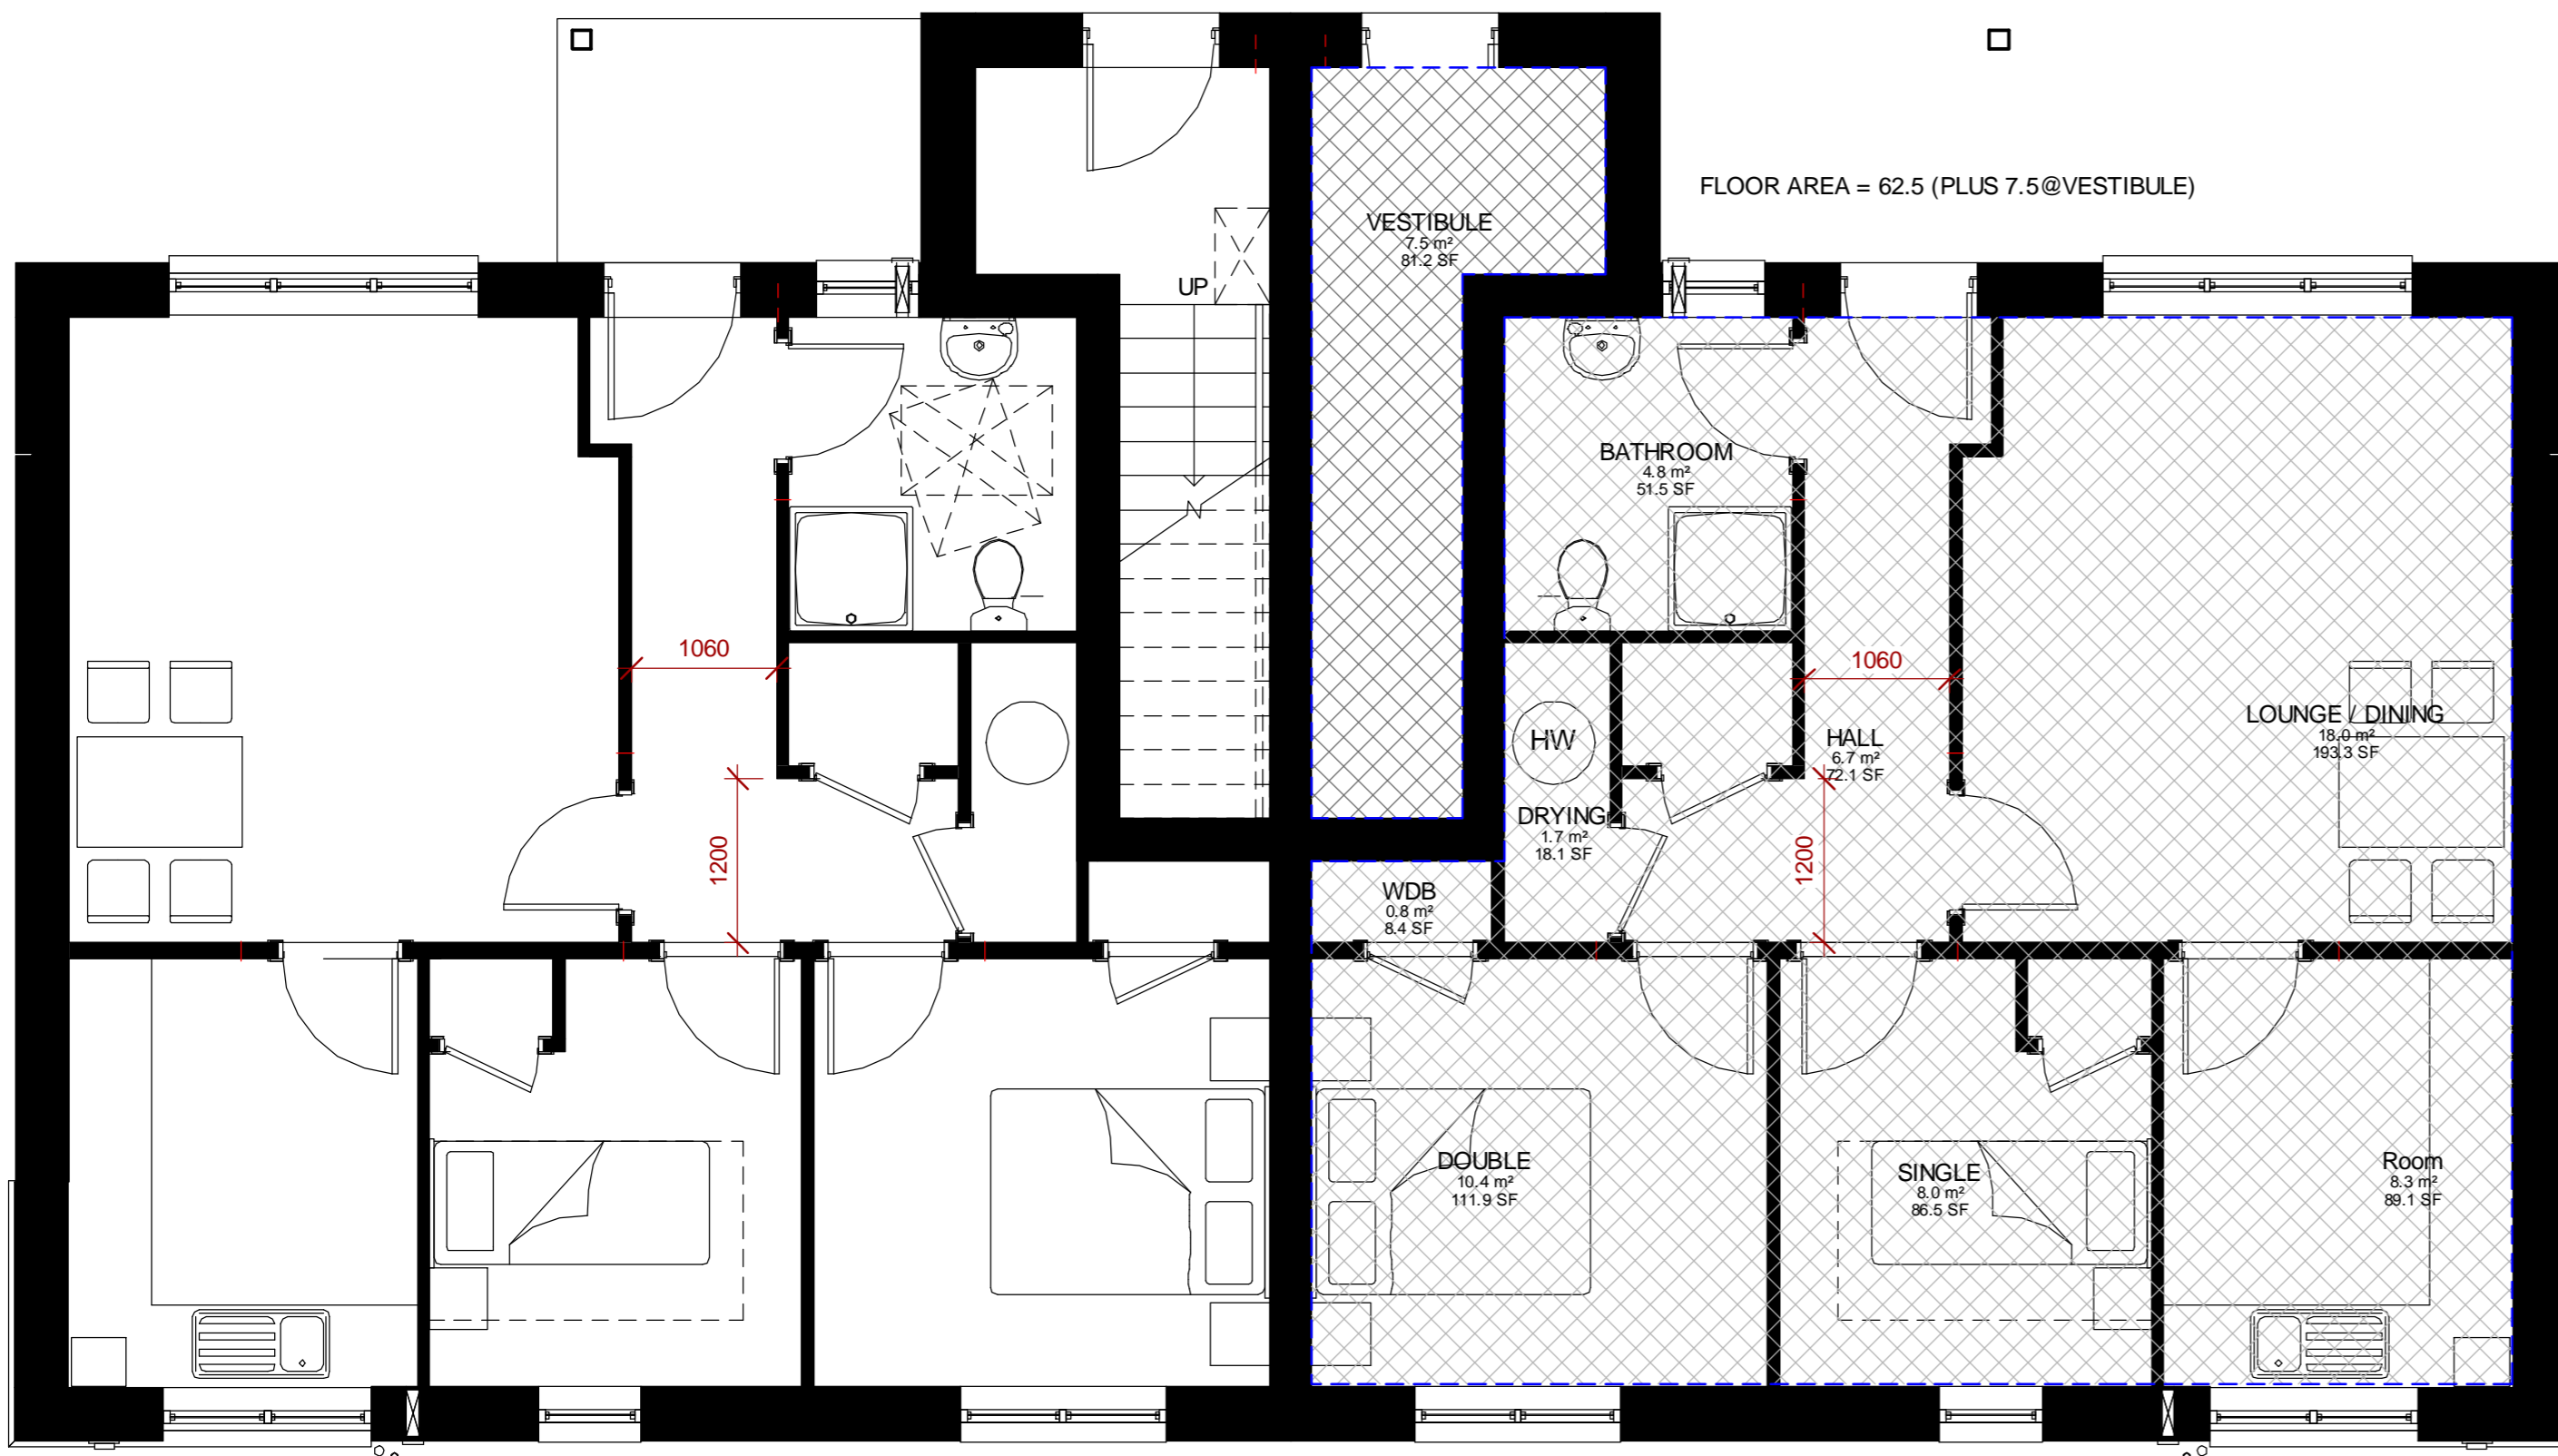 FLOOR AREA = 62.5 (PLUS 7.5@VESTIBULE)
VESTIBULE
7.5 m²
81.2 SF
UP
BATHROOM
4.8 m²
51.5 SF
N
1060
1060
LOUNGE / DINING
18.0 m²
193.3 SF
HW
HALL
6.7 m²
72.1 SF
DRYING
1.7 m²
18.1 SF
1200
1200
WDB
0.8 m²
8.4 SF
DOUBLE
10.4 m²
111.9 SF
SINGLE
8.0 m²
86.5 SF
Room
8.3 m²
89.1 SF